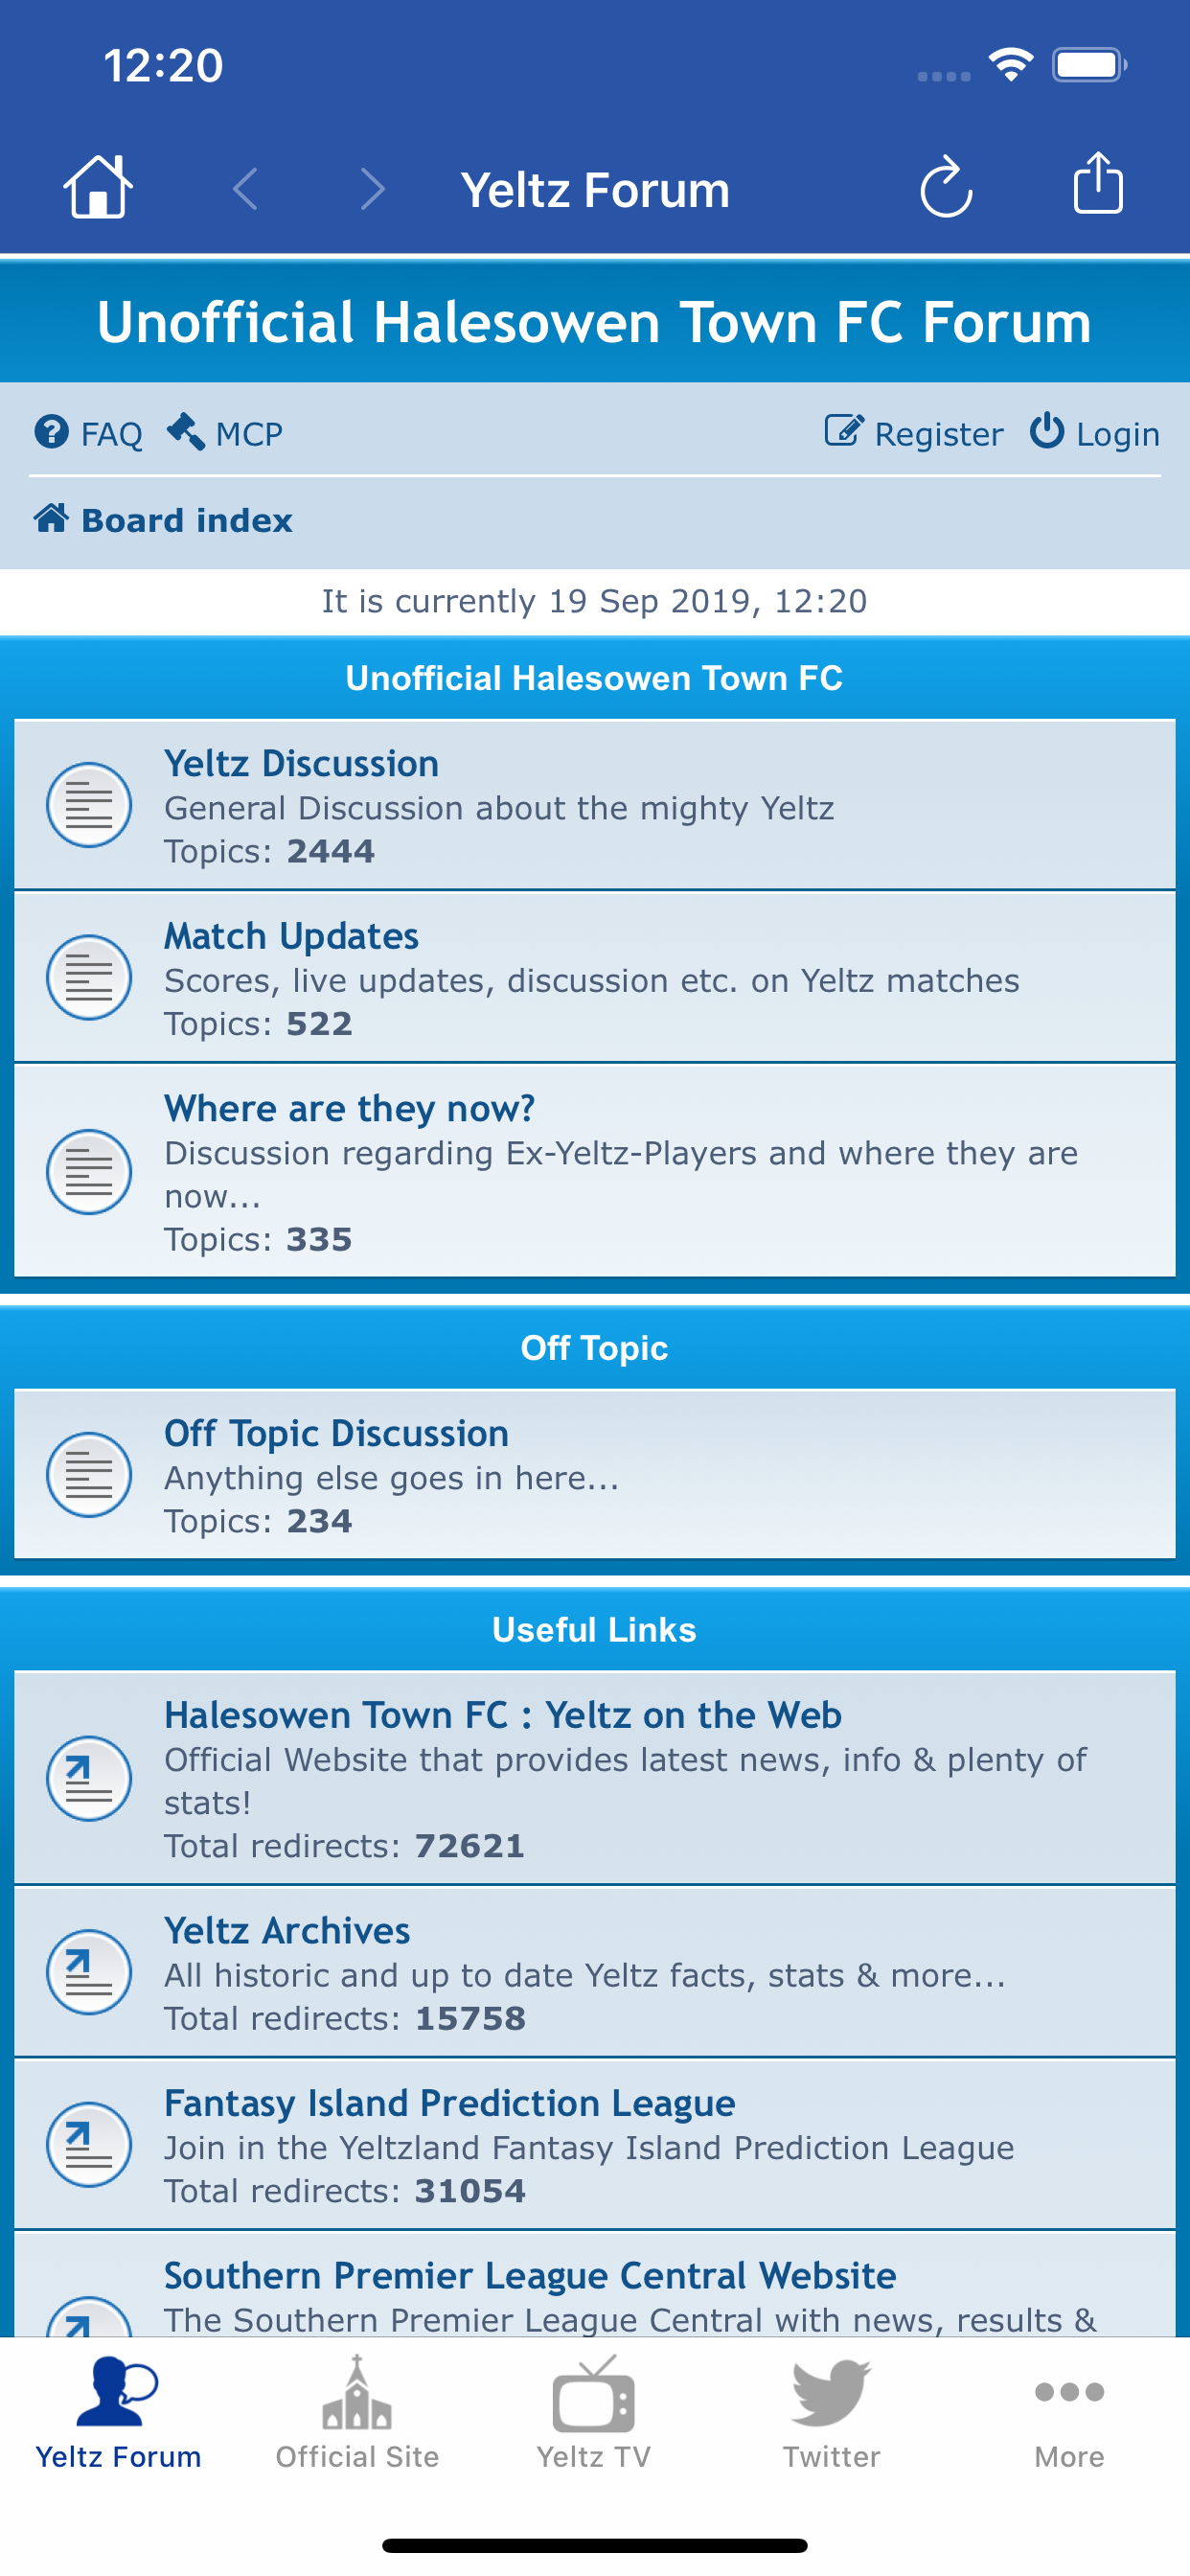 12:20
Yeltz Forum
Unofficial Halesowen Town FC Forum
FAQ MCP Register Login
Board index
It is currently 19 Sep 2019, 12:20
Unofficial Halesowen Town FC
Yeltz Discussion
General Discussion about the mighty Yeltz
Topics: 2444
Match Updates
Scores, live updates, discussion etc. on Yeltz matches
Topics: 522
Where are they now?
Discussion regarding Ex-Yeltz-Players and where they are
now...
Topics: 335
Off Topic
Off Topic Discussion
Anything else goes in here...
Topics: 234
Useful Links
Halesowen Town FC : Yeltz on the Web
Official Website that provides latest news, info & plenty of
stats!
Total redirects: 72621
Yeltz Archives
All historic and up to date Yeltz facts, stats & more...
Total redirects: 15758
Fantasy Island Prediction League
Join in the Yeltzland Fantasy Island Prediction League
Total redirects: 31054
Southern Premier League Central Website
The Southern Premier League Central with news, results &
Yeltz Forum Official Site Yeltz TV Twitter More